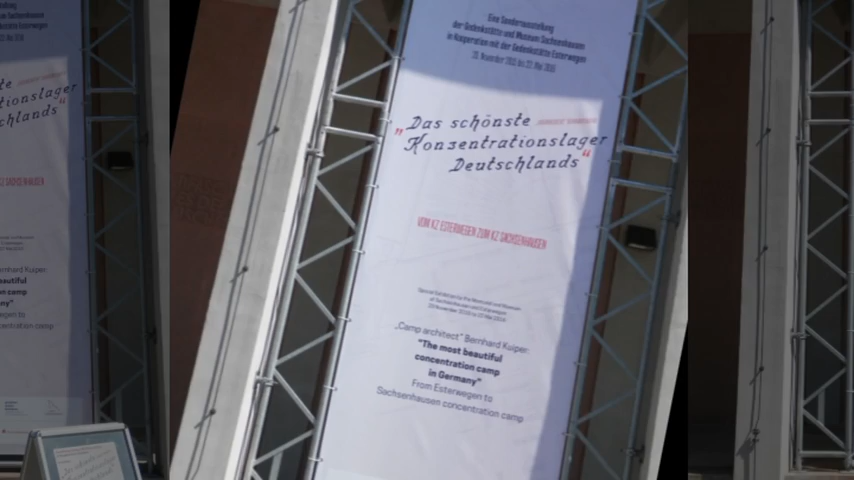 Eine Sonderausstellung
der Gedenkstätte und Museum Sachsenhausen
in Kooperation mit der Gedenkstätte Esterwegen
„Das schönste
Konzentrationslager
Deutschlands“
VOM KZ ESTERWEGEN ZUM KZ SACHSENHAUSEN
„Camp architect“ Bernhard Kuiper:
"The most beautiful
concentration camp
in Germany"
From Esterwegen to
Sachsenhausen concentration camp